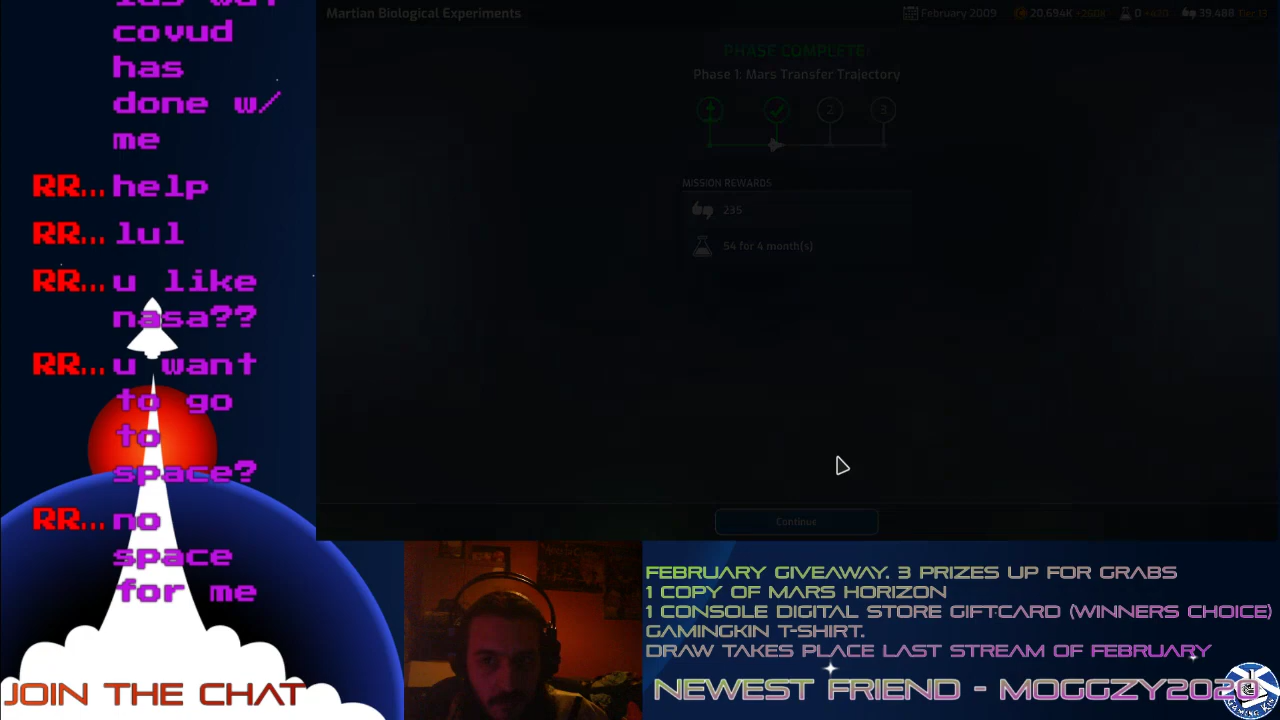 covud
has
done w/
me
RR... help
RR... lul
RR... u like
nasa??
RR... u want
to go
to
space?
RR... no
space
for me
JOIN THE CHAT
Martian Biological Experiments
February 2009
20.694K
0
39.488
PHASE COMPLETE:
Phase 1: Mars Transfer Trajectory
2 3
MISSION REWARDS
235
54 for 4 month(s)
Continue
FEBRUARY GIVEAWAY. 3 PRIZES UP FOR GRABS
1 COPY OF MARS HORIZON
1 CONSOLE DIGITAL STORE GIFTCARD (WINNERS CHOICE)
GAMINGKIN T-SHIRT.
DRAW TAKES PLACE LAST STREAM OF FEBRUARY
NEWEST FRIEND - MOGGZY2020